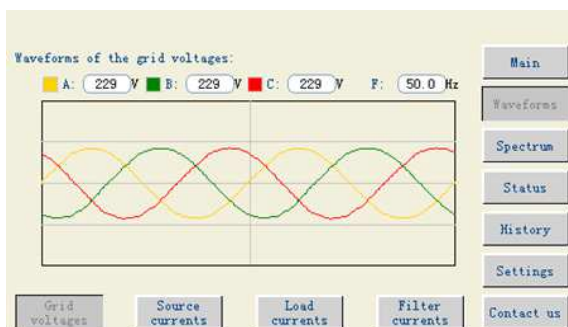 Waveforms of the grid voltages:
A: 229 V B: 229 V C: 229 V F: 50.0 Hz
Main
Waveforms
Spectrum
Status
History
Settings
Contact us
Grid voltages
Source currents
Load currents
Filter currents